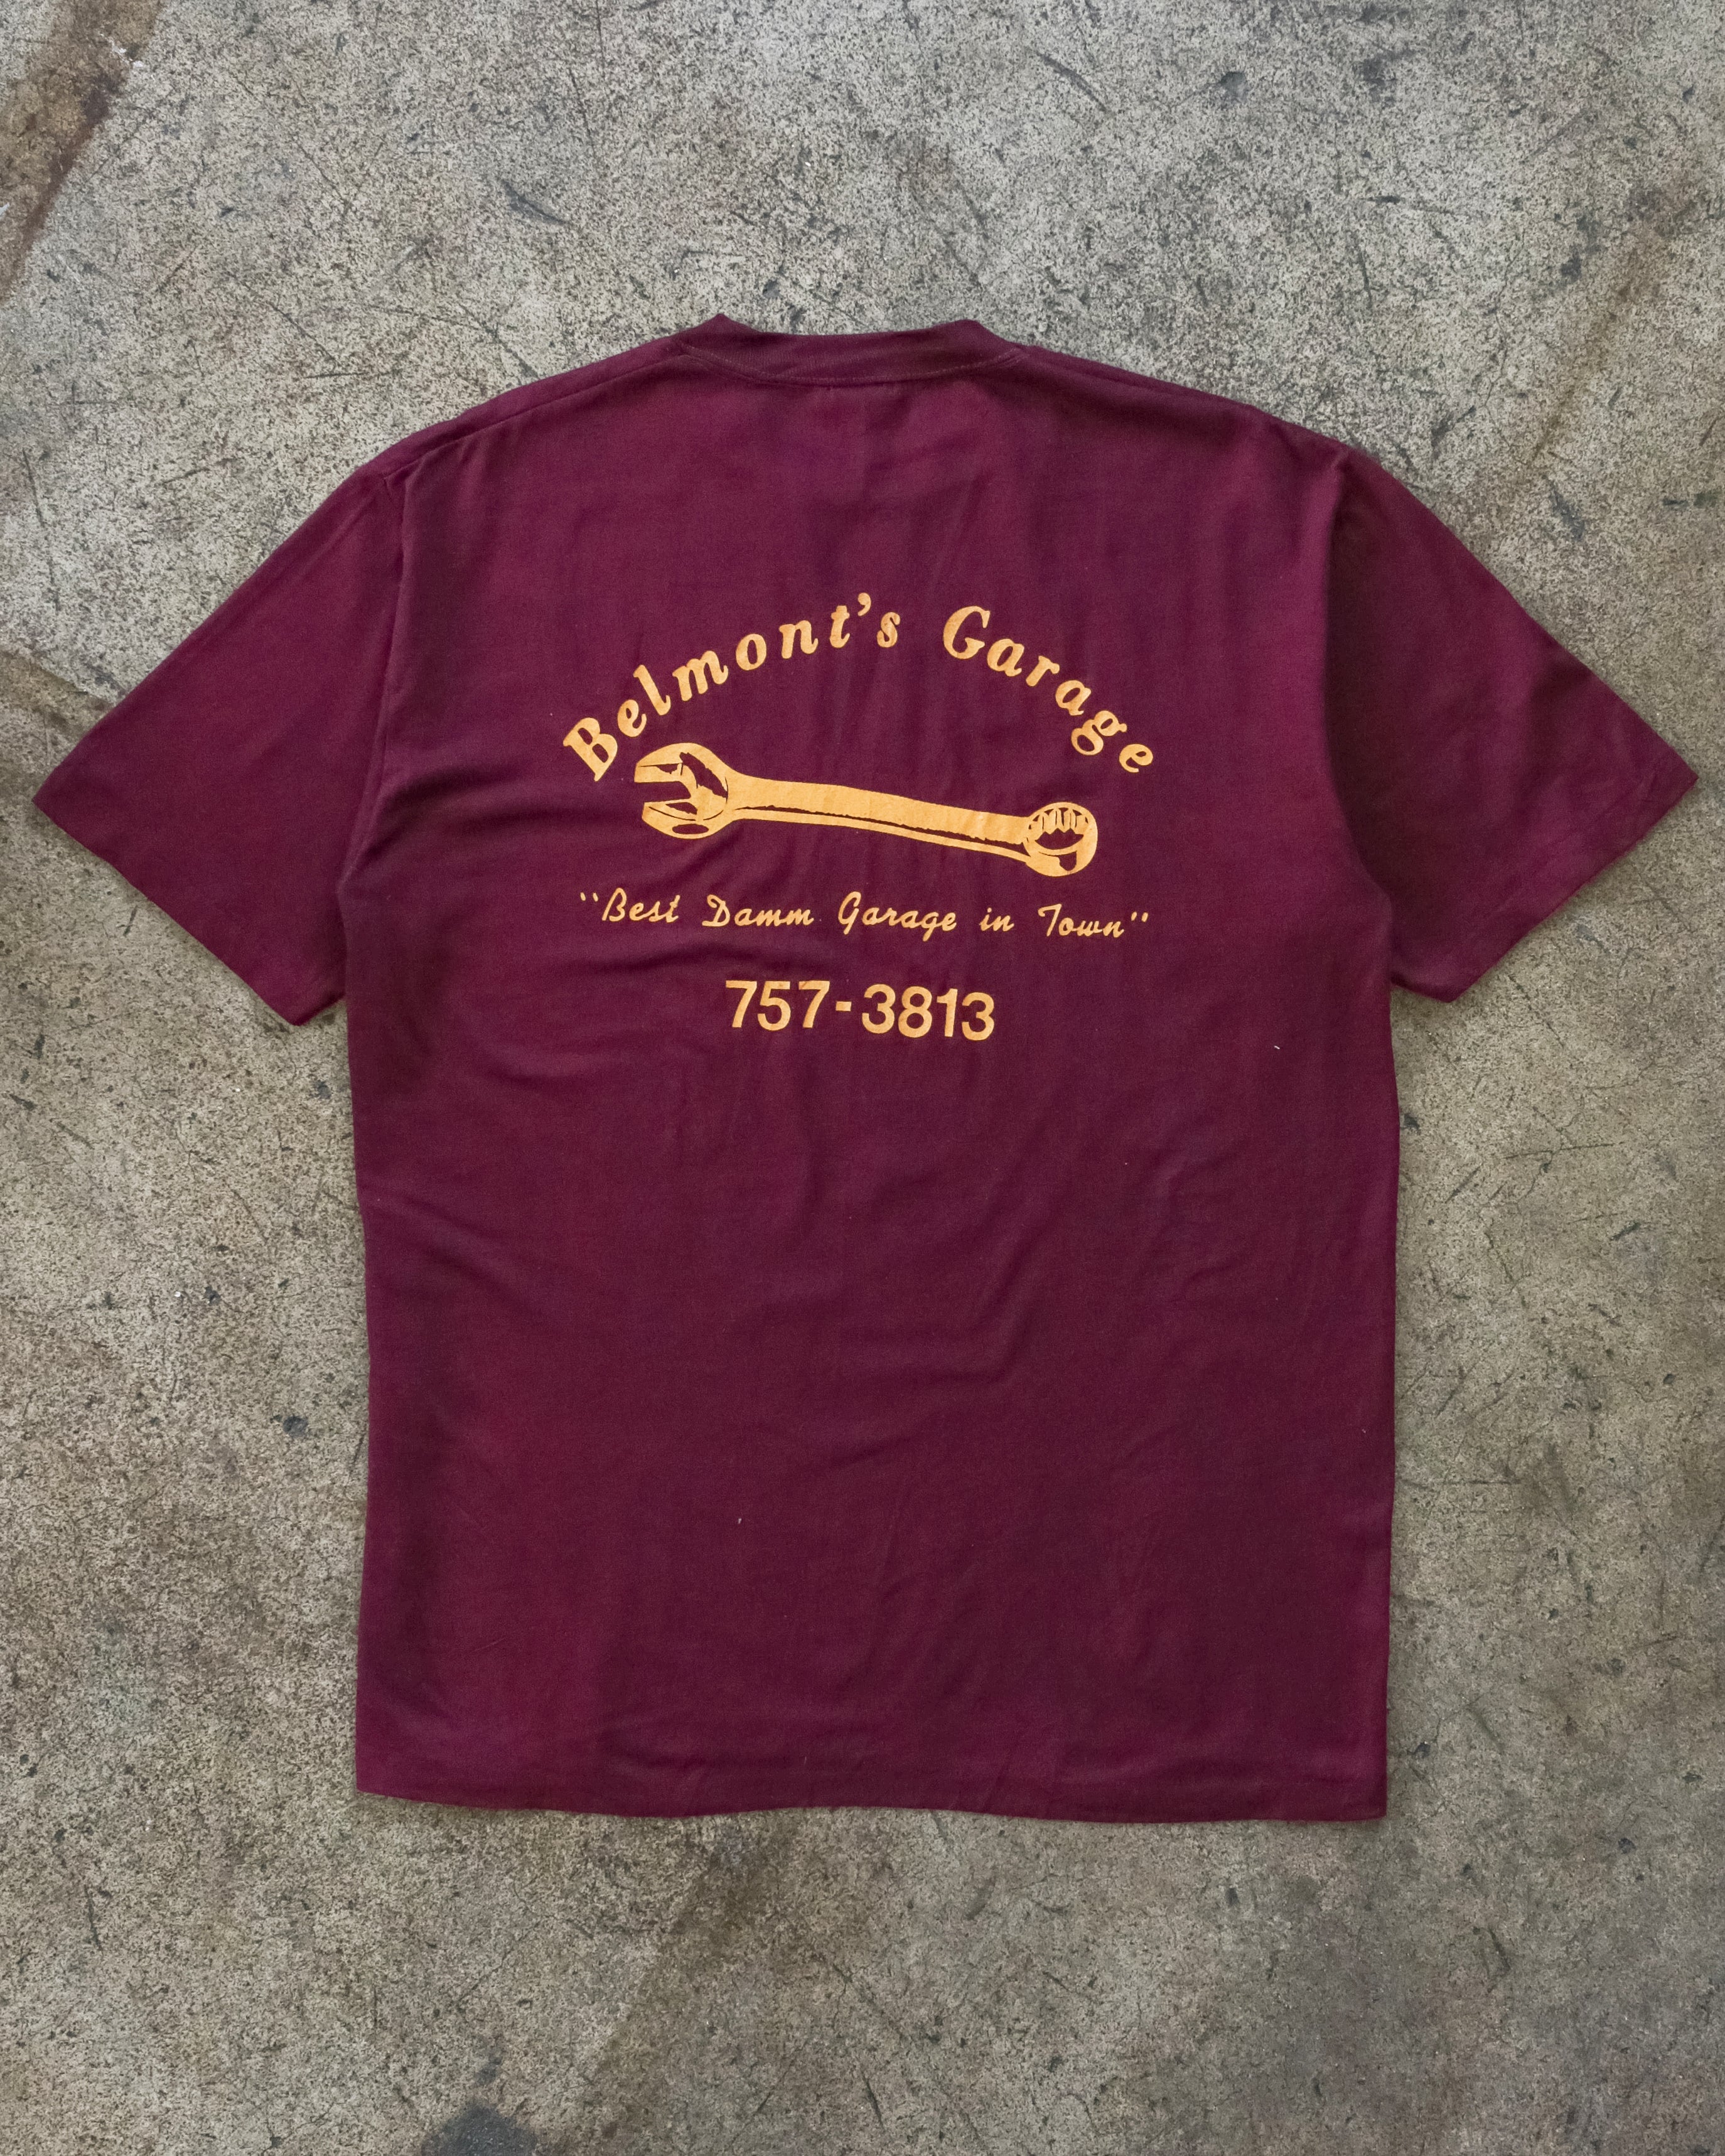 Belmont's Garage
"Best Damm Garage in Town"
757-3813